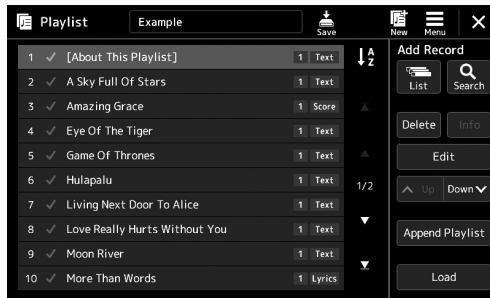 Playlist Example Save New Menu
1 [About This Playlist] 1 Text
2 A Sky Full Of Stars 1 Text
3 Amazing Grace 1 Score
4 Eye Of The Tiger 1 Text
5 Game Of Thrones 1 Text
6 Hulapalu 1 Text
7 Living Next Door To Alice 1 Text
8 Love Really Hurts Without You 1 Text
9 Moon River 1 Text
10 More Than Words 1 Lyrics
A
Z
1/2
Add Record
List Search
Delete Info
Edit
Up Down
Append Playlist
Load